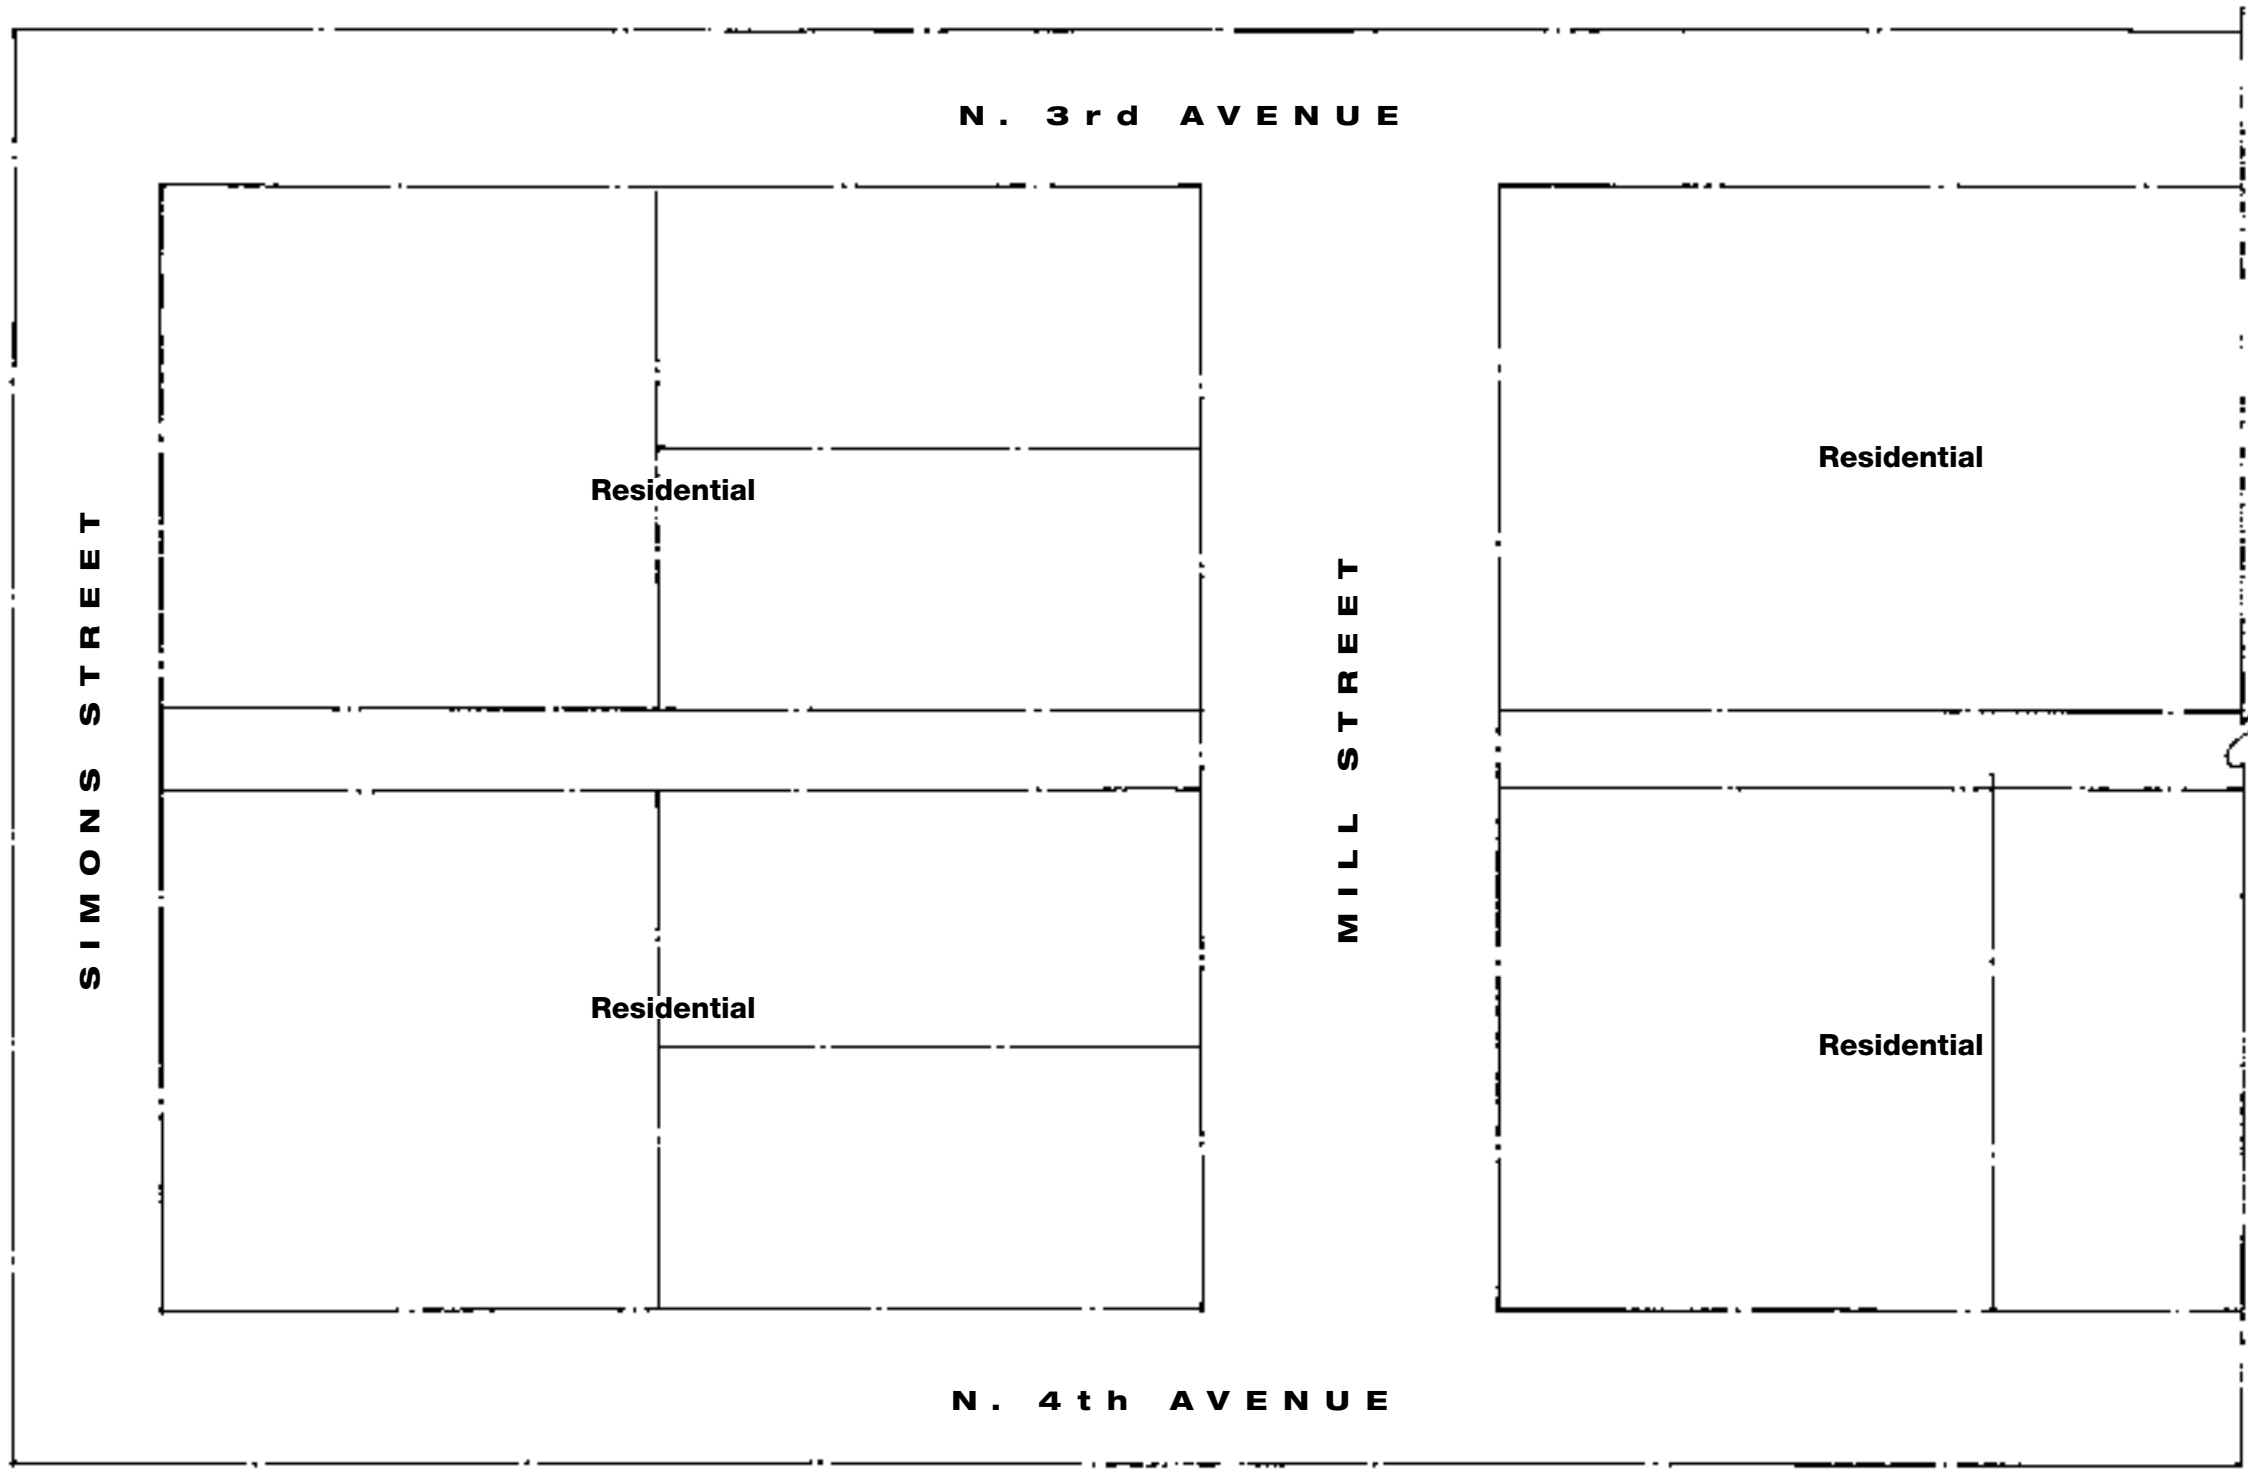 N. 3rd AVENUE
Residential
Residential
SIMONS STREET
MILL STREET
Residential
Residential
N. 4th AVENUE